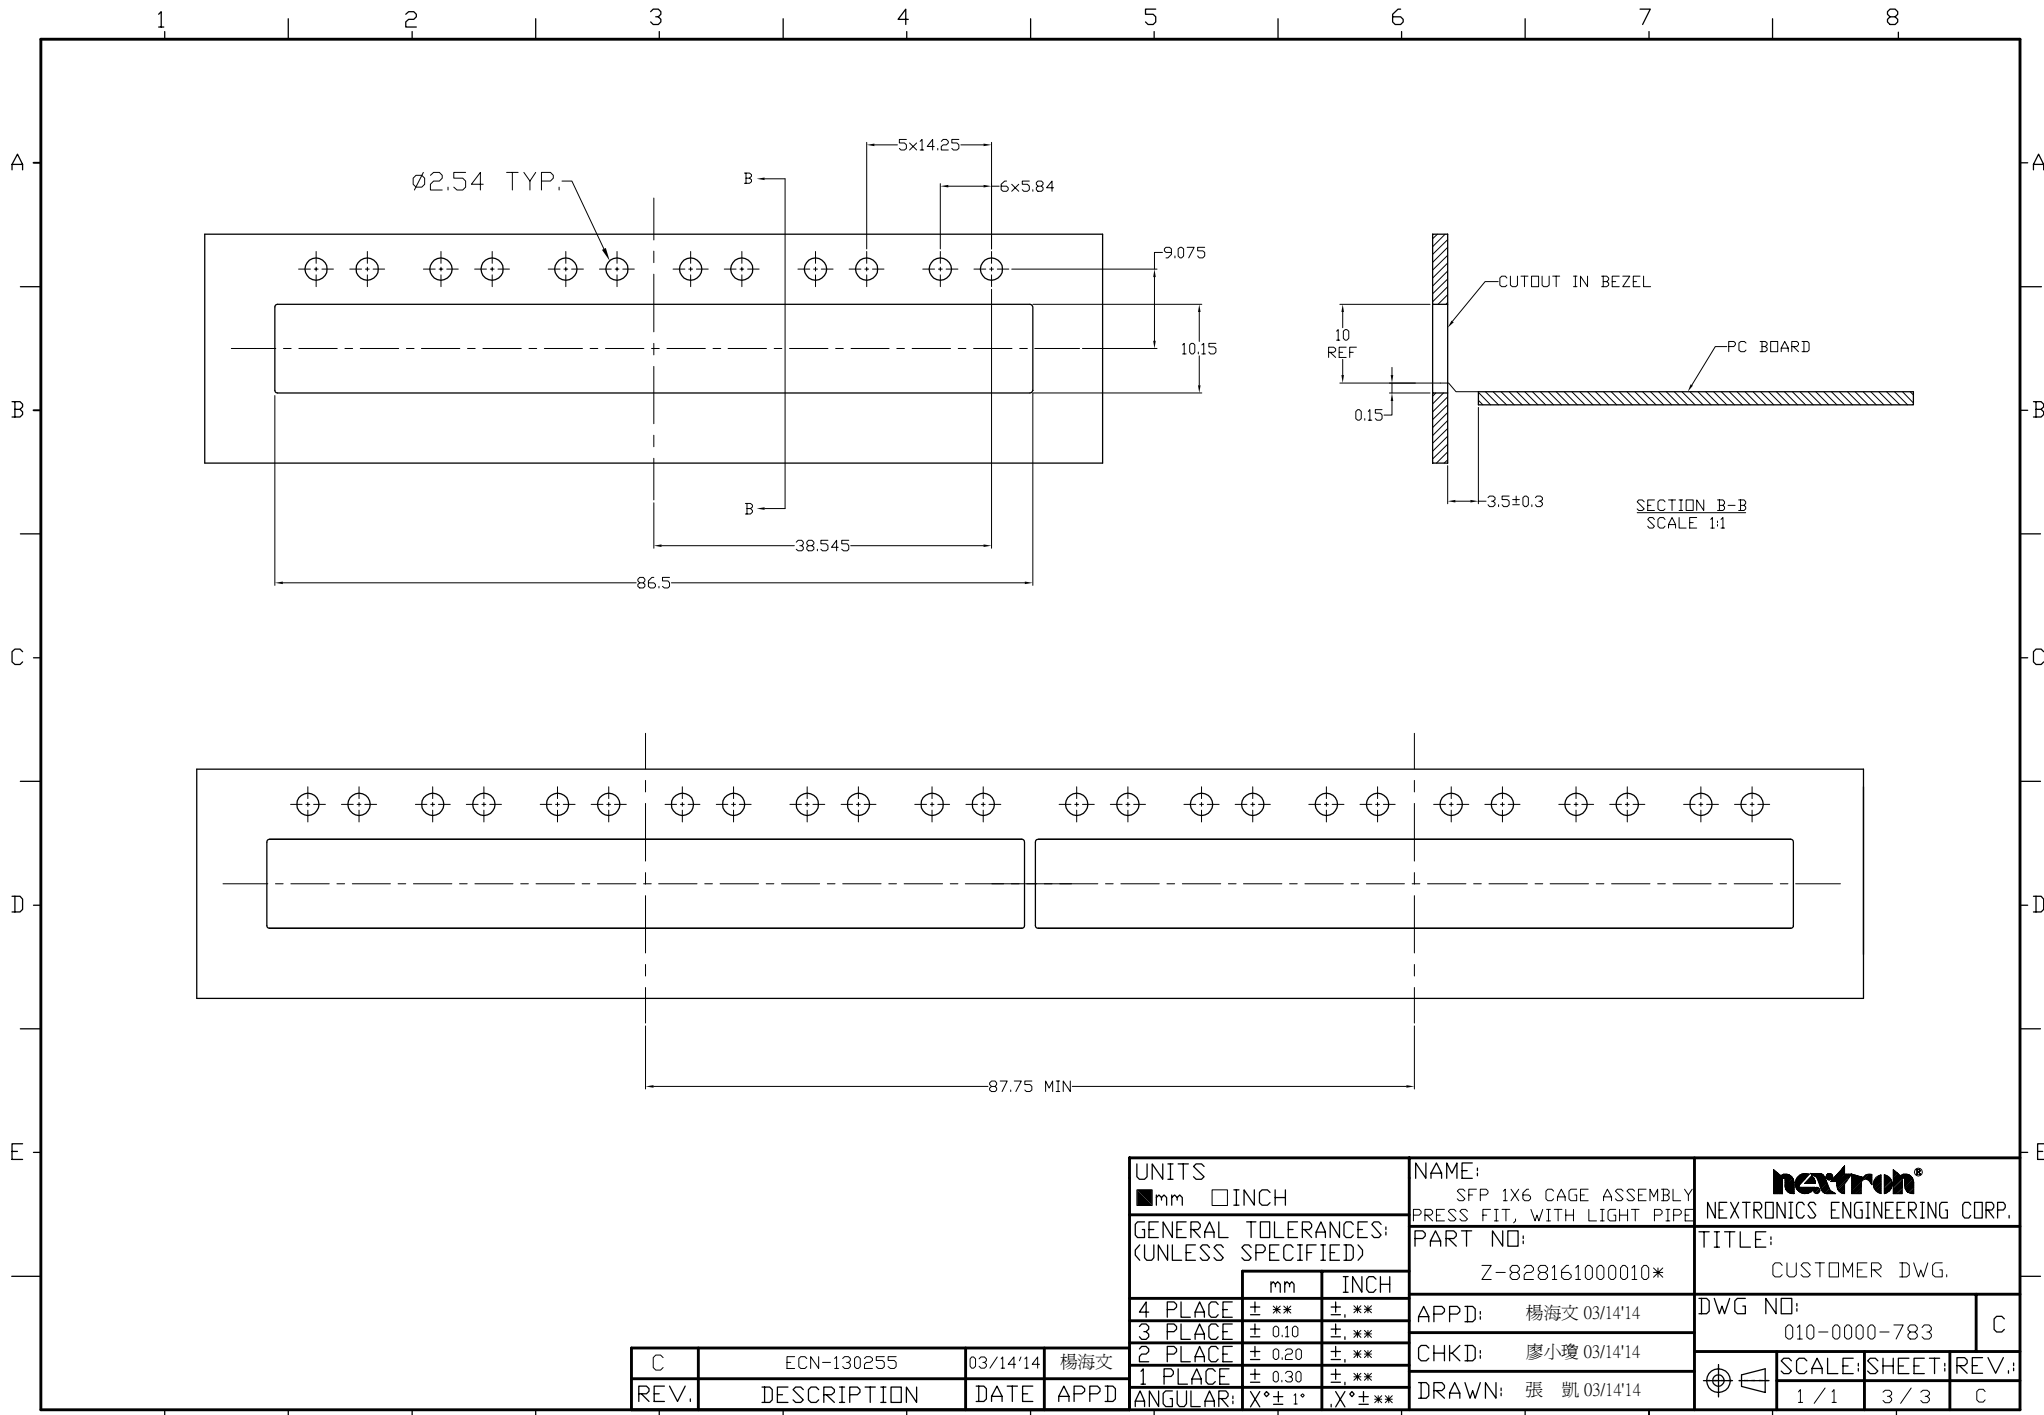 1 2 3 4 5 6 7 8
A A
5x14.25
Ø2.54 TYP.
B
6x5.84
9.075
CUTOUT IN BEZEL
10.15
10
REF
PC BOARD
B B
0.15
B
3.5±0.3
SECTION B-B
SCALE 1:1
38.545
86.5
C C
D D
87.75 MIN
E E
UNITS
mm INCH
GENERAL TOLERANCES:
(UNLESS SPECIFIED)
mm INCH
4 PLACE ± ** ±. **
3 PLACE ± 0.10 ±. **
2 PLACE ± 0.20 ±. **
1 PLACE ± 0.30 ±. **
ANGULAR: X°± 1° .X°±**
NAME:
SFP 1X6 CAGE ASSEMBLY
PRESS FIT, WITH LIGHT PIPE
PART NO:
Z-828161000010*
APPD: 楊海文 03/14'14
CHKD: 廖小瓊 03/14'14
DRAWN: 張 凱 03/14'14
nextron®
NEXTRONICS ENGINEERING CORP.
TITLE:
CUSTOMER DWG.
DWG NO:
010-0000-783
C
SCALE: SHEET: REV.:
1/1 3/3 C
C ECN-130255 03/14'14 楊海文
REV. DESCRIPTION DATE APPD